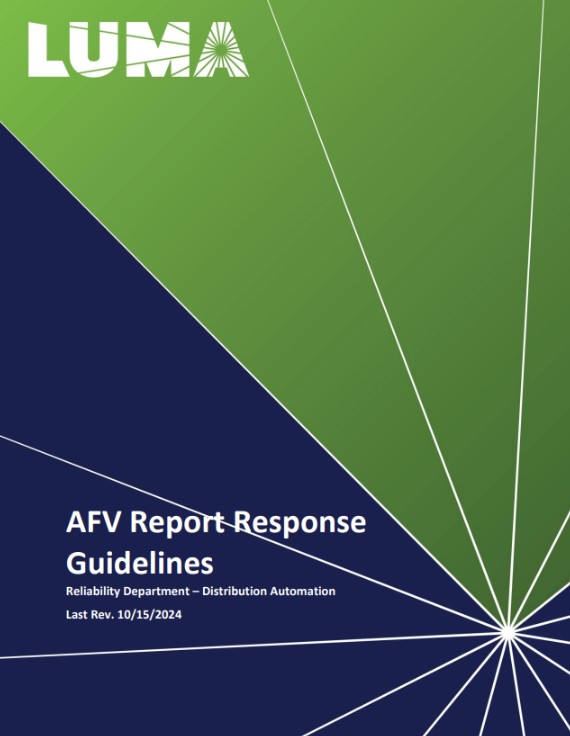 LUMA
AFV Report Response
Guidelines
Reliability Department – Distribution Automation
Last Rev. 10/15/2024